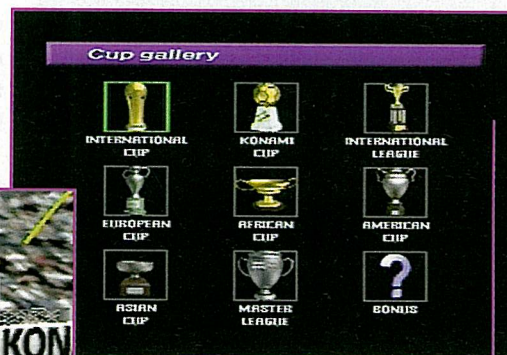 Cup gallery
INTERNATIONAL
CUP
KONAMI
CUP
INTERNATIONAL
LEAGUE
EUROPEAN
CUP
AFRICAN
CUP
AMERICAN
CUP
ASIAN
CUP
MASTER
LEAGUE
?
BONUS
KON